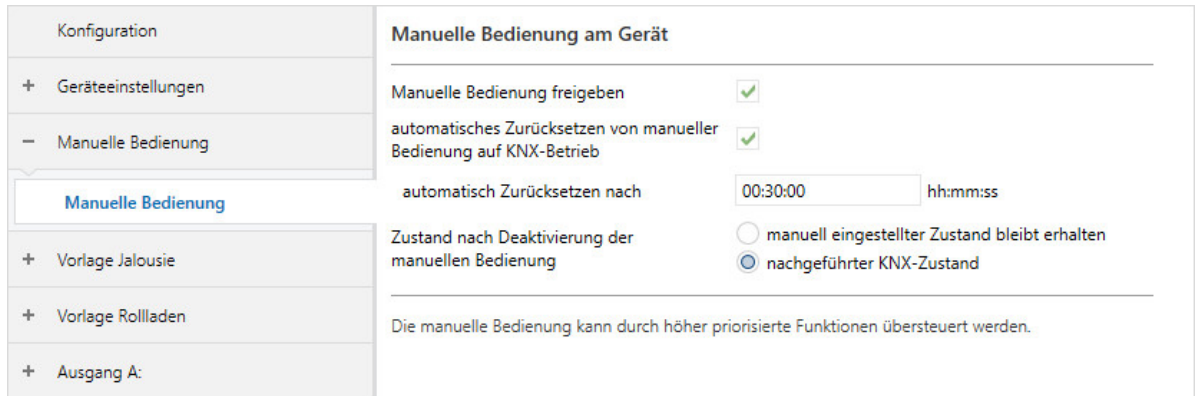 Konfiguration
+ Geräteeinstellungen
− Manuelle Bedienung
Manuelle Bedienung
+ Vorlage Jalousie
+ Vorlage Rollladen
+ Ausgang A:
Manuelle Bedienung am Gerät
Manuelle Bedienung freigeben
automatisches Zurücksetzen von manueller
Bedienung auf KNX-Betrieb
automatisch Zurücksetzen nach 00:30:00 hh:mm:ss
Zustand nach Deaktivierung der
manuellen Bedienung
manuell eingestellter Zustand bleibt erhalten
nachgeführter KNX-Zustand
Die manuelle Bedienung kann durch höher priorisierte Funktionen übersteuert werden.